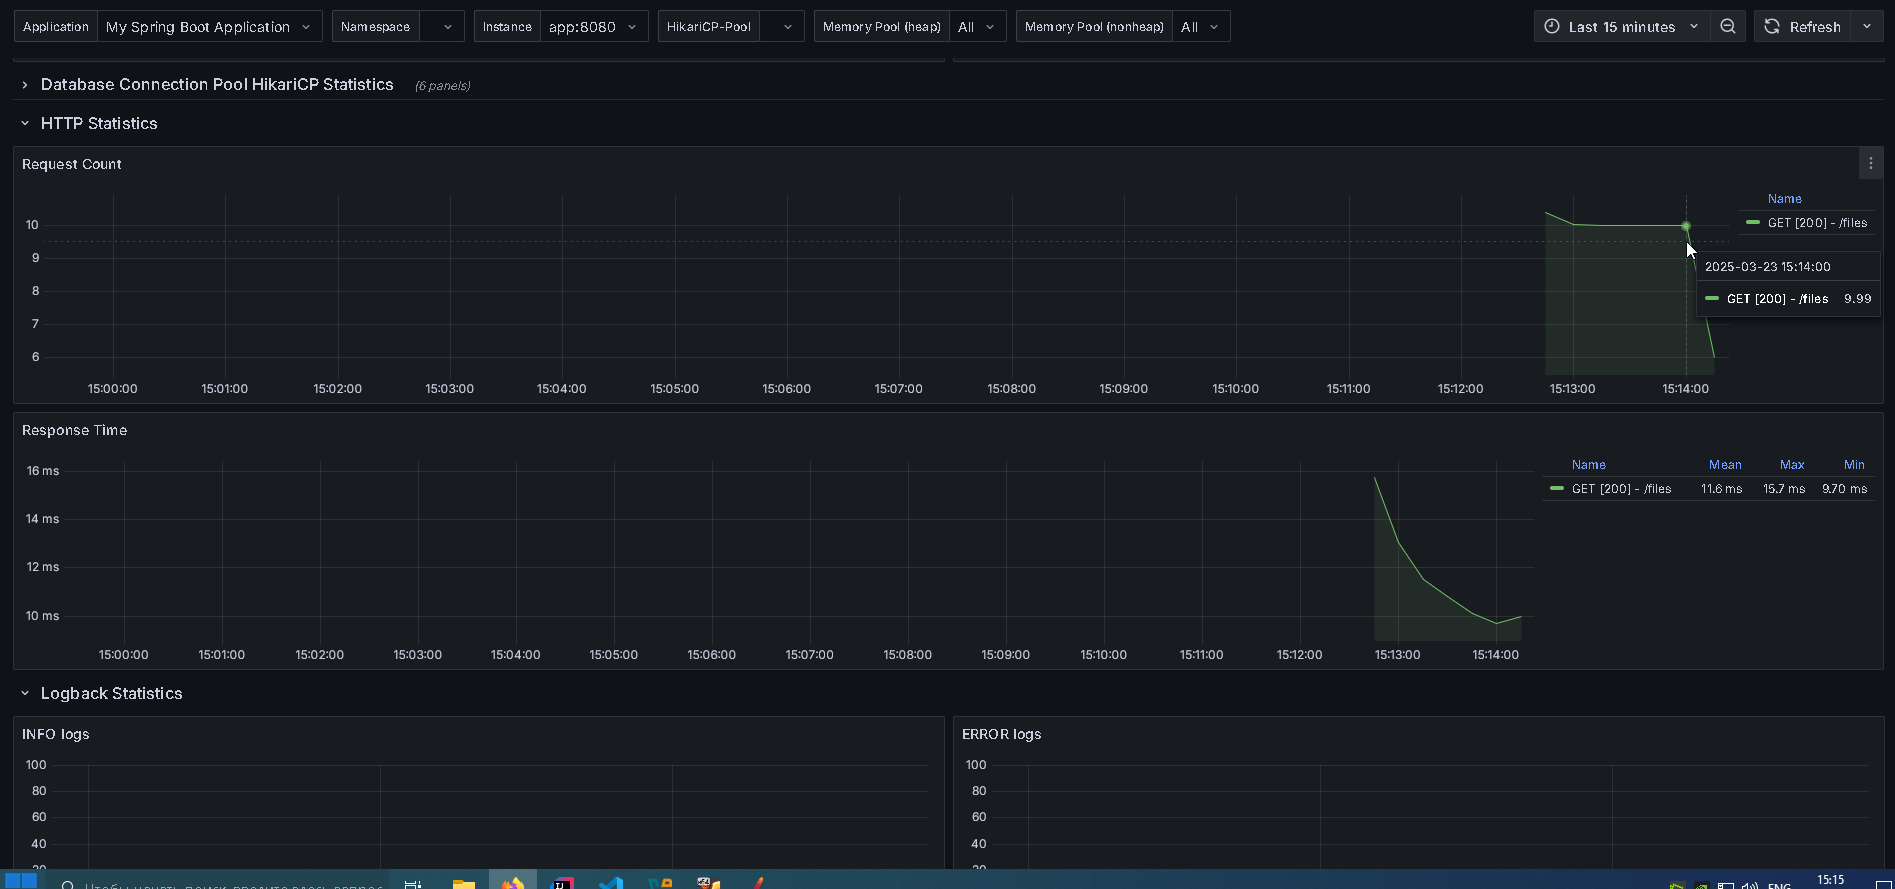 Application My Spring Boot Application Namespace Instance app:8080 HikariCP-Pool Memory Pool (heap) All Memory Pool (nonheap) All Last 15 minutes Refresh
Database Connection Pool HikariCP Statistics (6 panels)
HTTP Statistics
Request Count
Name
GET [200] - /files
10
9
8
7
6
2025-03-23 15:14:00
GET [200] - /files 9.99
15:00:00 15:01:00 15:02:00 15:03:00 15:04:00 15:05:00 15:06:00 15:07:00 15:08:00 15:09:00 15:10:00 15:11:00 15:12:00 15:13:00 15:14:00
Response Time
Name Mean Max Min
GET [200] - /files 11.6 ms 15.7 ms 9.70 ms
16 ms
14 ms
12 ms
10 ms
15:00:00 15:01:00 15:02:00 15:03:00 15:04:00 15:05:00 15:06:00 15:07:00 15:08:00 15:09:00 15:10:00 15:11:00 15:12:00 15:13:00 15:14:00
Logback Statistics
INFO logs
100
80
60
40
20
ERROR logs
100
80
60
40
20
15:15
ENG